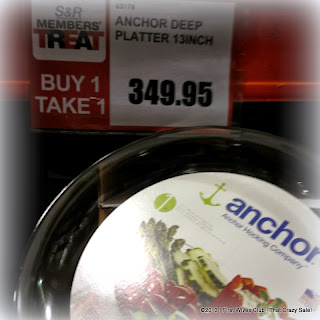 S&R
MEMBERS'
TREAT
BUY 1
TAKE 1
ANCHOR DEEP
PLATTER 13INCH
349.95
anchor
Anchor Hocking Company